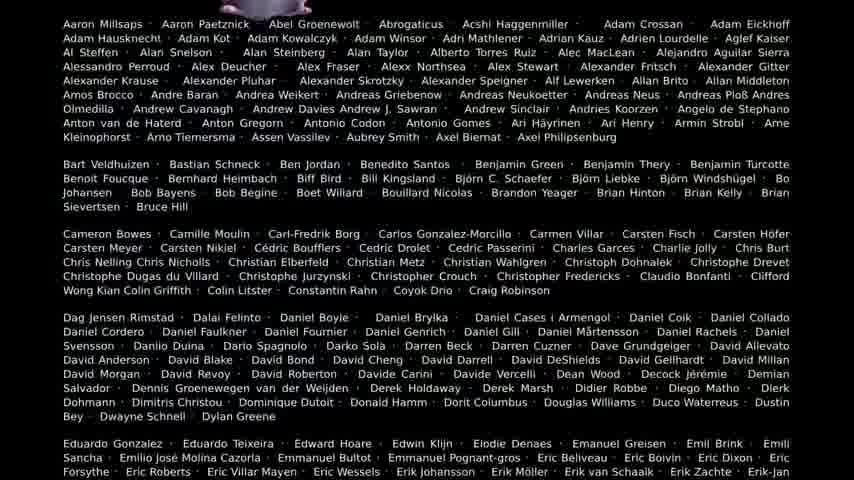 Aaron Millsaps · Aaron Paetznick · Abel Groenewolt · Abrogaticus · Acshi Haggenmiller · Adam Crossan · Adam Eickhoff
Adam Hausknecht · Adam Kot · Adam Kowalczyk · Adam Winsor · Adri Mathlener · Adrian Kauz · Adrien Lourdelle · Aglef Kaiser
Al Steffen · Alan Snelson · Alan Steinberg · Alan Taylor · Alberto Torres Ruiz · Alec MacLean · Alejandro Aguilar Sierra
Alessandro Perroud · Alex Deucher · Alex Fraser · Alexx Northsea · Alex Stewart · Alexander Fritsch · Alexander Gitter
Alexander Krause · Alexander Pluhar · Alexander Skrotzky · Alexander Speigner · Alf Lewerken · Allan Brito · Allan Middleton
Amos Brocco · Andre Baran · Andrea Weikert · Andreas Griebenow · Andreas Neukoetter · Andreas Neus · Andreas Ploß Andres
Olmedilla · Andrew Cavanagh · Andrew Davies Andrew J. Sawran · Andrew Sinclair · Andries Koorzen · Angelo de Stephano
Anton van de Haterd · Anton Gregorn · Antonio Codon · Antonio Gomes · Ari Häyrinen · Ari Henry · Armin Strobl · Arne
Kleinophorst · Arno Tiemersma · Assen Vassilev · Aubrey Smith · Axel Biernat · Axel Philipsenburg
Bart Veldhuizen · Bastian Schneck · Ben Jordan · Benedito Santos · Benjamin Green · Benjamin Thery · Benjamin Turcotte
Benoit Foucque · Bernhard Heimbach · Biff Bird · Bill Kingsland · Björn C. Schaefer · Björn Liebke · Björn Windshügel · Bo
Johansen · Bob Bayens · Bob Begine · Boet Willard · Bouillard Nicolas · Brandon Yeager · Brian Hinton · Brian Kelly · Brian
Sievertsen · Bruce Hill
Cameron Bowes · Camille Moulin · Carl-Fredrik Borg · Carlos Gonzalez-Morcillo · Carmen Villar · Carsten Fisch · Carsten Höfer
Carsten Meyer · Carsten Nikiel · Cédric Boufflers · Cedric Drolet · Cedric Passerini · Charles Garces · Charlie Jolly · Chris Burt
Chris Nelling Chris Nicholls · Christian Elberfeld · Christian Metz · Christian Wahlgren · Christoph Dohnalek · Christophe Drevet
Christophe Dugas du Villard · Christophe Jurzynski · Christopher Crouch · Christopher Fredericks · Claudio Bonfanti · Clifford
Wong Kian Colin Griffith · Colin Litster · Constantin Rahn · Coyok Drio · Craig Robinson
Dag Jensen Rimstad · Dalai Felinto · Daniel Boyle · Daniel Brylka · Daniel Cases i Armengol · Daniel Coik · Daniel Collado
Daniel Cordero · Daniel Faulkner · Daniel Fournier · Daniel Genrich · Daniel Gill · Daniel Mårtensson · Daniel Rachels · Daniel
Svensson · Daniio Duina · Dario Spagnolo · Darko Sola · Darren Beck · Darren Cuzner · Dave Grundgeiger · David Allevato
David Anderson · David Blake · David Bond · David Cheng · David Darrell · David DeShields · David Gellhardt · David Millan
David Morgan · David Revoy · David Roberton · Davide Carini · Davide Vercelli · Dean Wood · Decock Jérémie · Demian
Salvador · Dennis Groenewegen van der Weijden · Derek Holdaway · Derek Marsh · Didier Robbe · Diego Matho · Dierk
Dohmann · Dimitris Christou · Dominique Dutoit · Donald Hamm · Dorit Columbus · Douglas Williams · Duco Waterreus · Dustin
Bey · Dwayne Schnell · Dylan Greene
Eduardo Gonzalez · Eduardo Teixeira · Edward Hoare · Edwin Klijn · Elodie Denaes · Emanuel Greisen · Emil Brink · Emili
Sancha · Emilio José Molina Cazorla · Emmanuel Bultot · Emmanuel Pognant-gros · Eric Béliveau · Eric Boivin · Eric Dixon · Eric
Forsythe · Eric Roberts · Eric Villar Mayen · Eric Wessels · Erik Johansson · Erik Möller · Erik van Schaaik · Erik Zachte · Erik-Jan